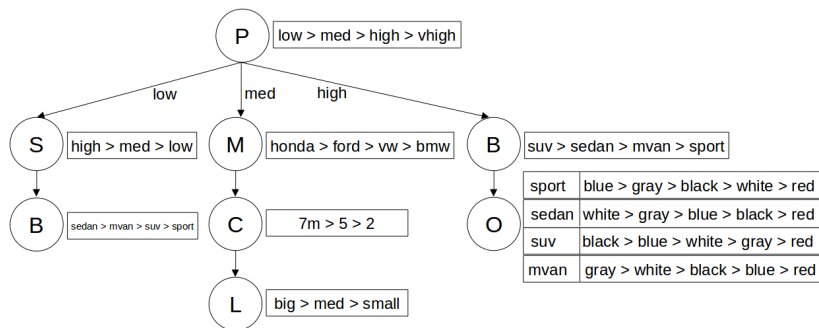 P low > med > high > vhigh
low med high
S high > med > low M honda > ford > vw > bmw B suv > sedan > mvan > sport
B sedan > mvan > suv > sport C 7m > 5 > 2 O
sport blue > gray > black > white > red
sedan white > gray > blue > black > red
suv black > blue > white > gray > red
mvan gray > white > black > blue > red
L big > med > small